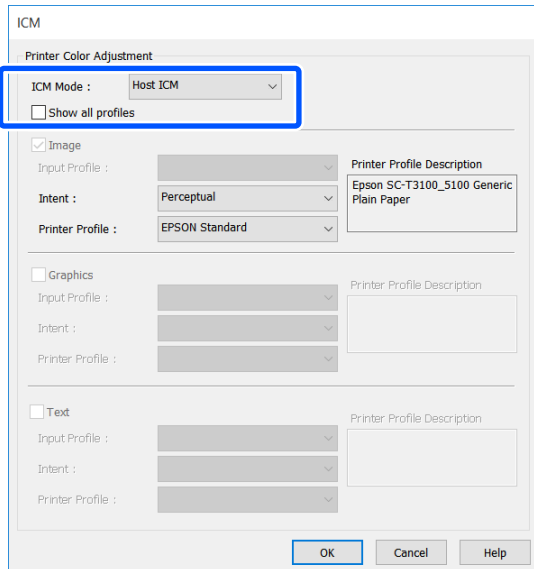 ICM
Printer Color Adjustment
ICM Mode : Host ICM
Show all profiles
Image
Input Profile : Printer Profile Description
Intent : Perceptual Epson SC-T3100_5100 Generic
Plain Paper
Printer Profile : EPSON Standard
Graphics
Input Profile : Printer Profile Description
Intent :
Printer Profile :
Text
Input Profile : Printer Profile Description
Intent :
Printer Profile :
OK Cancel Help